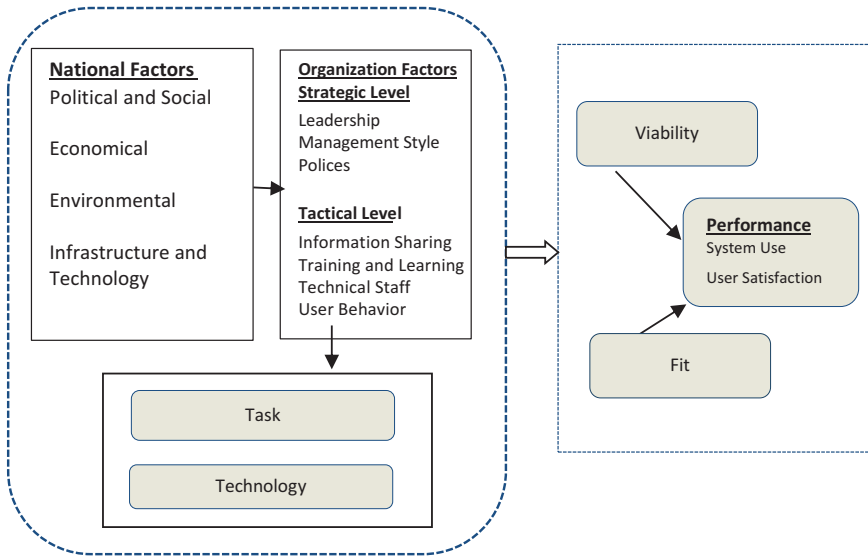 National Factors
Political and Social
Economical
Environmental
Infrastructure and
Technology
Organization Factors
Strategic Level
Leadership
Management Style
Polices
Tactical Level
Information Sharing
Training and Learning
Technical Staff
User Behavior
Task
Technology
Viability
Performance
System Use
User Satisfaction
Fit